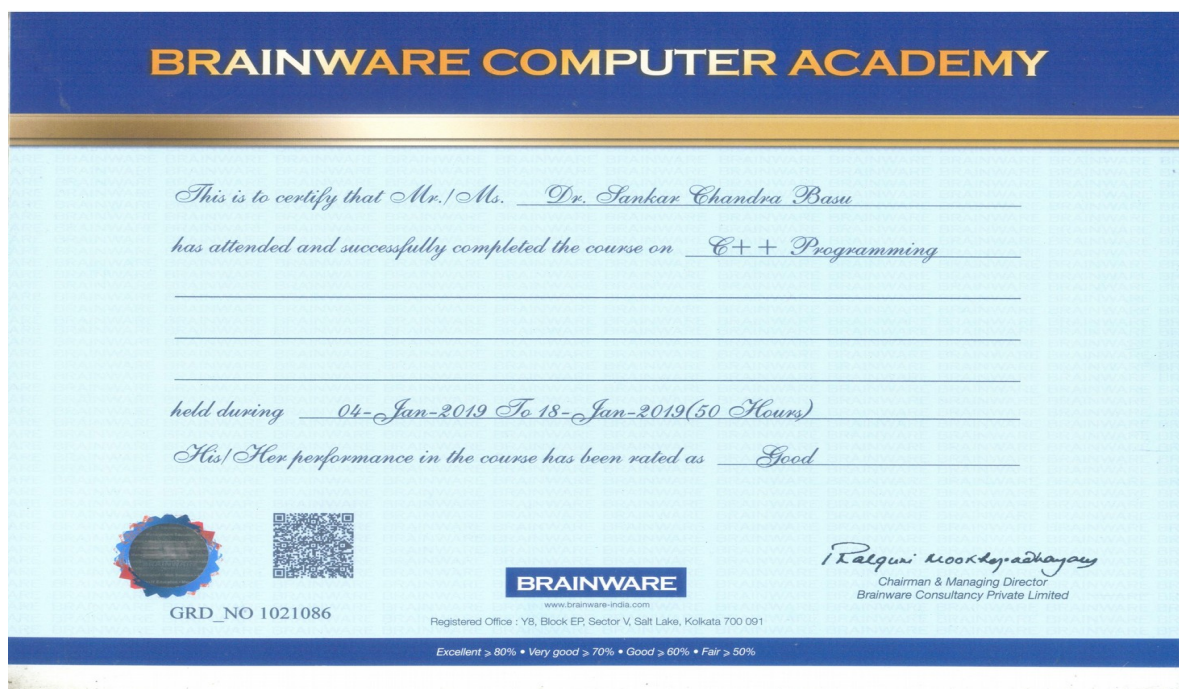 BRAINWARE COMPUTER ACADEMY
This is to certify that Mr./Ms. Dr. Sankar Chandra Basu
has attended and successfully completed the course on C++ Programming
held during 04-Jan-2019 To 18-Jan-2019(50 Hours)
His/Her performance in the course has been rated as Good
GRD_NO 1021086
BRAINWARE
www.brainware-india.com
Registered Office : Y8, Block EP, Sector V, Salt Lake, Kolkata 700 091
Chairman & Managing Director
Brainware Consultancy Private Limited
Excellent ⩾ 80% • Very good ⩾ 70% • Good ⩾ 60% • Fair ⩾ 50%